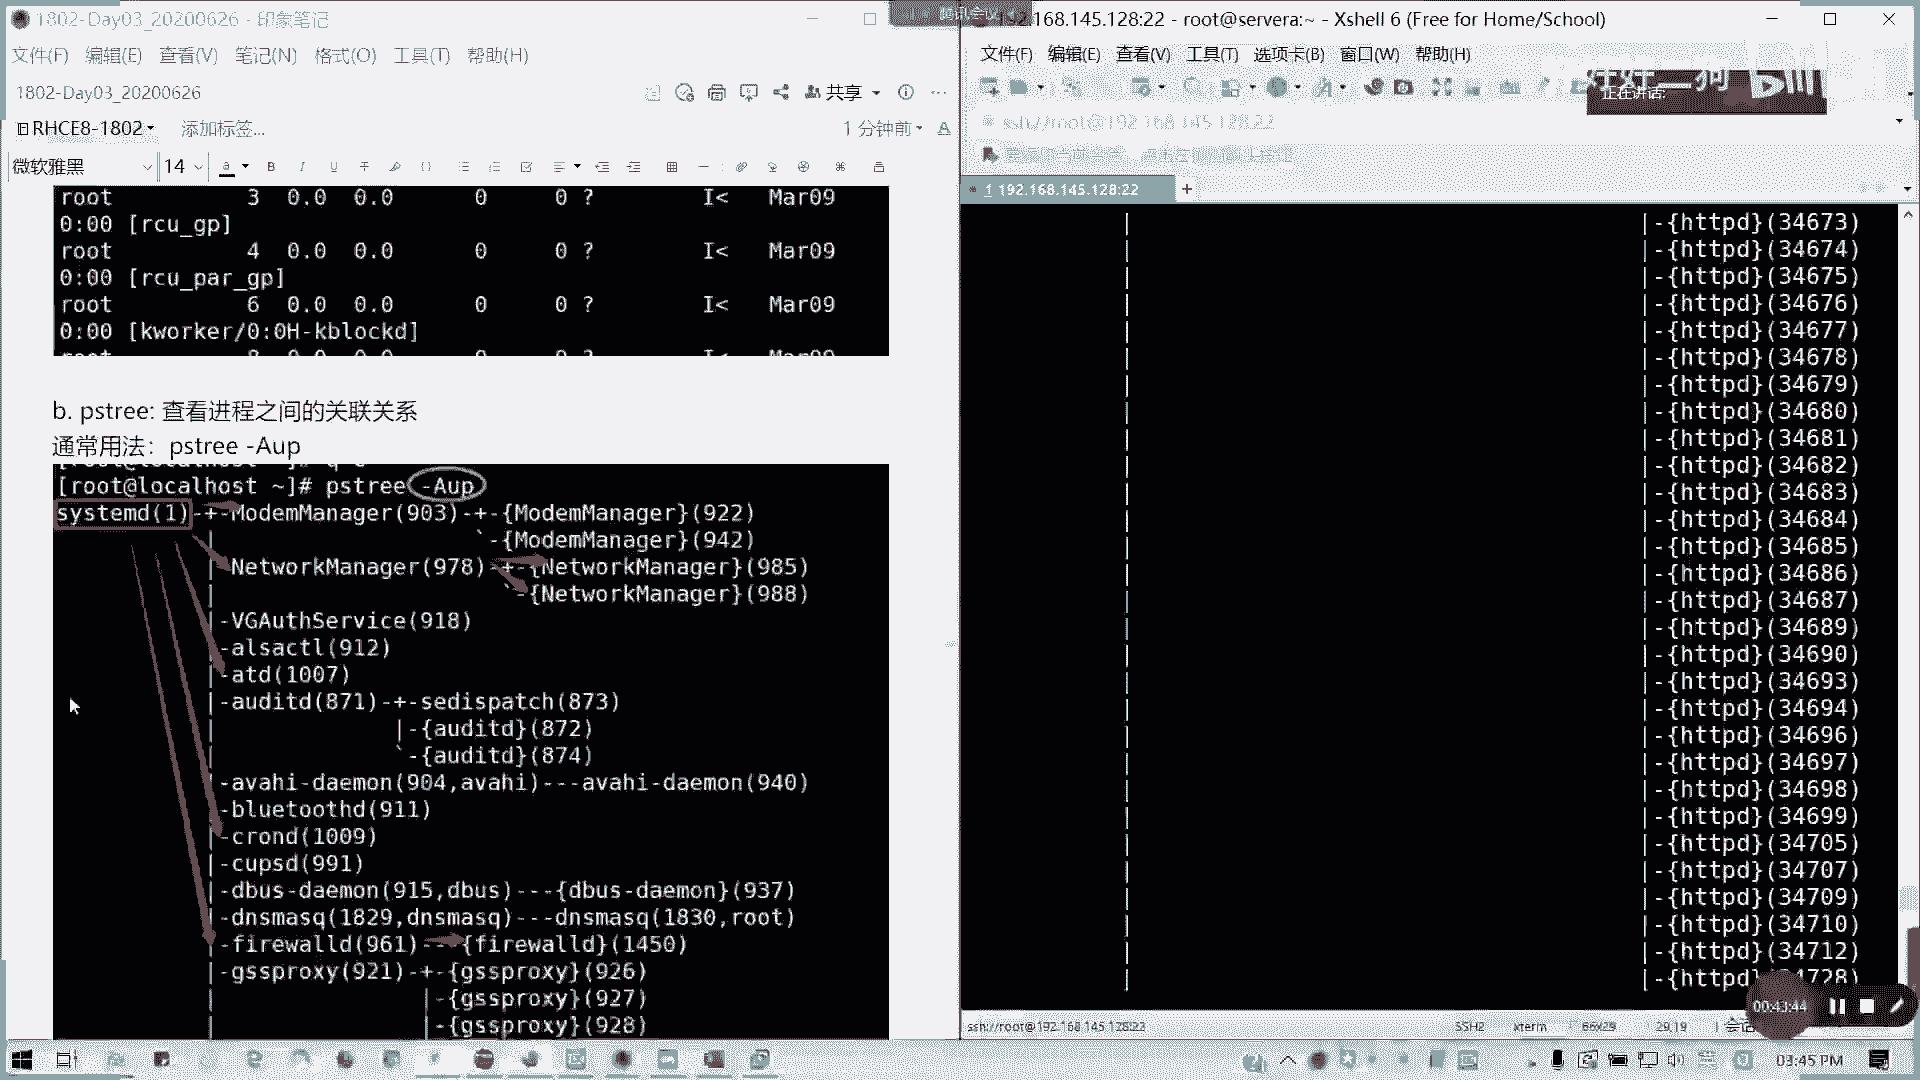 1802-Day03_20200626 - 印象笔记
文件(F) 编辑(E) 查看(V) 笔记(N) 格式(O) 工具(T) 帮助(H)
1802-Day03_20200626
共享
RHCE8-1802
添加标签...
1 分钟前
微软雅黑 14
root 3 0.0 0.0 0 0 ? I< Mar09
0:00 [rcu_gp]
root 4 0.0 0.0 0 0 ? I< Mar09
0:00 [rcu_par_gp]
root 6 0.0 0.0 0 0 ? I< Mar09
0:00 [kworker/0:0H-kblockd]
b. pstree: 查看进程之间的关联关系
通常用法：pstree -Aup
[root@localhost ~]# pstree -Aup
systemd(1)-+-ModemManager(903)-+-{ModemManager}(922)
`-{ModemManager}(942)
|-NetworkManager(978)-+-{NetworkManager}(985)
`-{NetworkManager}(988)
|-VGAuthService(918)
|-alsactl(912)
|-atd(1007)
|-auditd(871)-+-sedispatch(873)
| |-{auditd}(872)
| `-{auditd}(874)
|-avahi-daemon(904,avahi)---avahi-daemon(940)
|-bluetoothd(911)
|-crond(1009)
|-cupsd(991)
|-dbus-daemon(915,dbus)---{dbus-daemon}(937)
|-dnsmasq(1829,dnsmasq)---dnsmasq(1830,root)
|-firewalld(961)---{firewalld}(1450)
|-gssproxy(921)-+-{gssproxy}(926)
| |-{gssproxy}(927)
| |-{gssproxy}(928)
192.168.145.128:22 - root@servera:~ - Xshell 6 (Free for Home/School)
文件(F) 编辑(E) 查看(V) 工具(T) 选项卡(B) 窗口(W) 帮助(H)
正在讲话:
ssh://root@192.168.145.128:22
1 192.168.145.128:22
| |-{httpd}(34673)
| |-{httpd}(34674)
| |-{httpd}(34675)
| |-{httpd}(34676)
| |-{httpd}(34677)
| |-{httpd}(34678)
| |-{httpd}(34679)
| |-{httpd}(34680)
| |-{httpd}(34681)
| |-{httpd}(34682)
| |-{httpd}(34683)
| |-{httpd}(34684)
| |-{httpd}(34685)
| |-{httpd}(34686)
| |-{httpd}(34687)
| |-{httpd}(34689)
| |-{httpd}(34690)
| |-{httpd}(34693)
| |-{httpd}(34694)
| |-{httpd}(34696)
| |-{httpd}(34697)
| |-{httpd}(34698)
| |-{httpd}(34699)
| |-{httpd}(34705)
| |-{httpd}(34707)
| |-{httpd}(34709)
| |-{httpd}(34710)
| |-{httpd}(34712)
| |-{httpd}(34728)
00:43:44
ssh://root@192.168.145.128:22 SSH2 xterm 66x29 29,19
03:45 PM